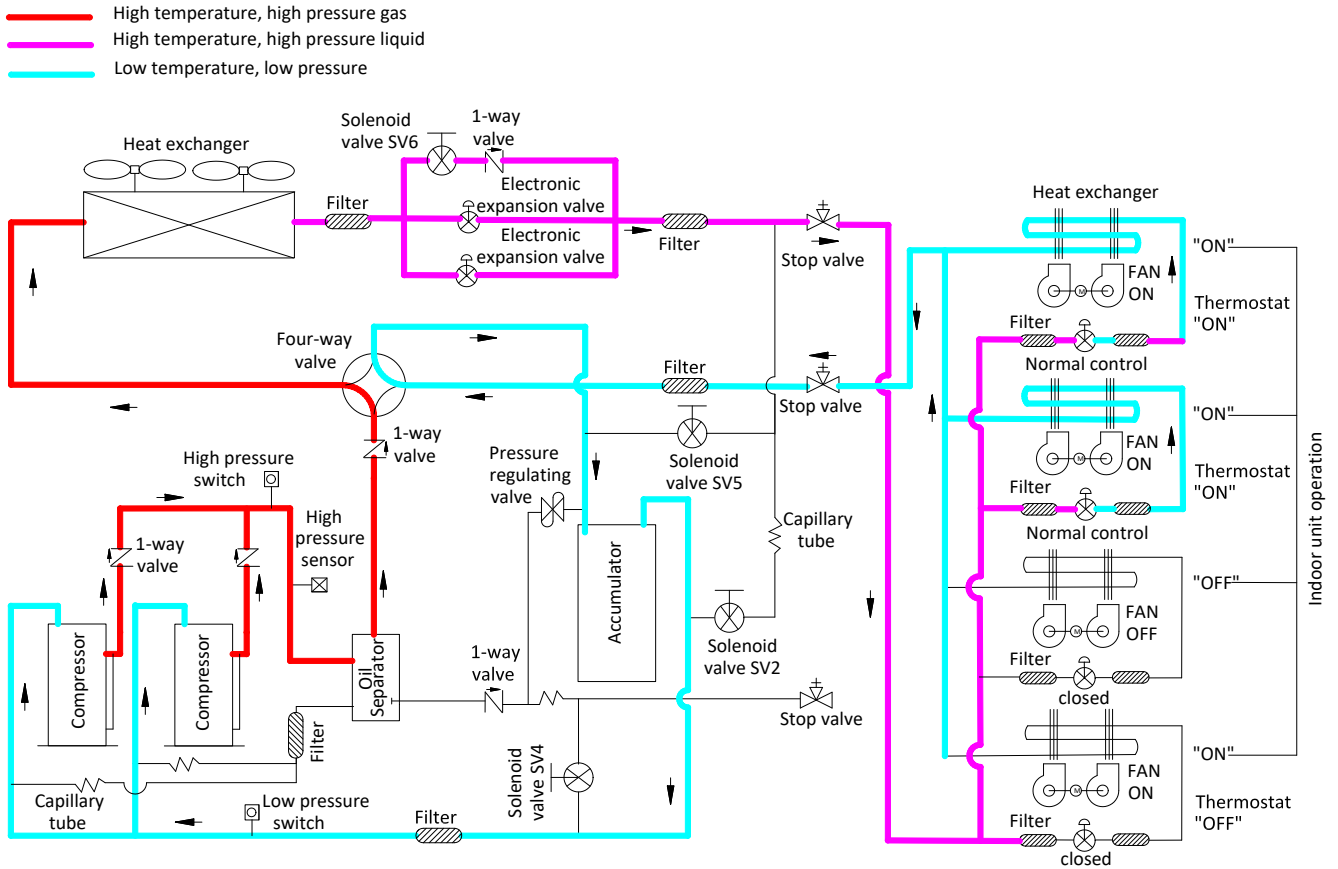 High temperature, high pressure gas
High temperature, high pressure liquid
Low temperature, low pressure
Heat exchanger
Solenoid
valve SV6
1-way
valve
Filter
Electronic
expansion valve
Electronic
expansion valve
Filter
Stop valve
Heat exchanger
"ON"
FAN
ON
M
Thermostat
"ON"
Filter
Normal control
Four-way
valve
Filter
Stop valve
"ON"
FAN
ON
M
Thermostat
"ON"
Filter
Normal control
1-way
valve
High pressure
switch
Pressure
regulating
valve
Solenoid
valve SV5
High
pressure
sensor
1-way
valve
Capillary
tube
"OFF"
FAN
OFF
M
Filter
closed
Indoor unit operation
Compressor
Compressor
Oil
Separator
Accumulator
1-way
valve
Solenoid
valve SV2
Stop valve
Filter
"ON"
FAN
ON
M
Thermostat
"OFF"
Filter
closed
Capillary
tube
Low pressure
switch
Solenoid
valve SV4
Filter